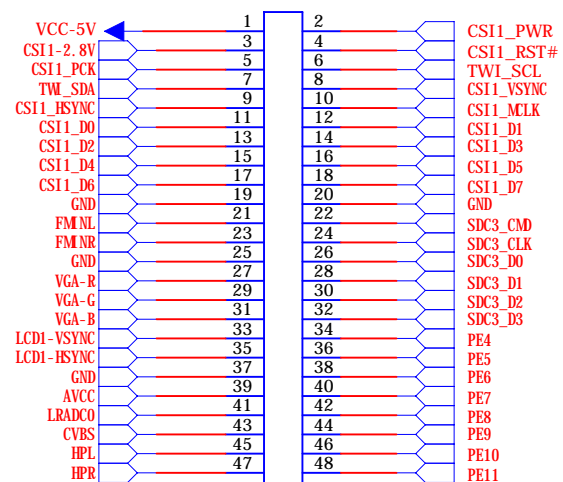 VCC-5V 1 2 CSI1_PWR
CSI1-2.8V 3 4 CSI1_RST#
CSI1_PCK 5 6 TWI_SCL
TWI_SDA 7 8 CSI1_VSYNC
CSI1_HSYNC 9 10 CSI1_MCLK
CSI1_D0 11 12 CSI1_D1
CSI1_D2 13 14 CSI1_D3
CSI1_D4 15 16 CSI1_D5
CSI1_D6 17 18 CSI1_D7
GND 19 20 GND
FMINL 21 22 SDC3_CMD
FMINR 23 24 SDC3_CLK
GND 25 26 SDC3_D0
VGA-R 27 28 SDC3_D1
VGA-G 29 30 SDC3_D2
VGA-B 31 32 SDC3_D3
LCD1-VSYNC 33 34 PE4
LCD1-HSYNC 35 36 PE5
GND 37 38 PE6
AVCC 39 40 PE7
LRADC0 41 42 PE8
CVBS 43 44 PE9
HPL 45 46 PE10
HPR 47 48 PE11